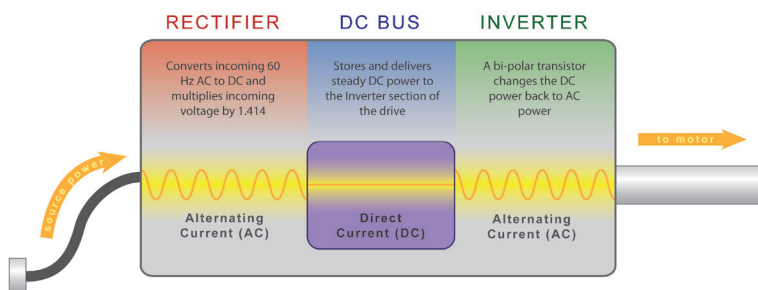 RECTIFIER
DC BUS
INVERTER
Converts incoming 60
Hz AC to DC and
multiplies incoming
voltage by 1.414
Stores and delivers
steady DC power to
the Inverter section of
the drive
A bi-polar transistor
changes the DC
power back to AC
power
source power
to motor
Alternating
Current (AC)
Direct
Current (DC)
Alternating
Current (AC)